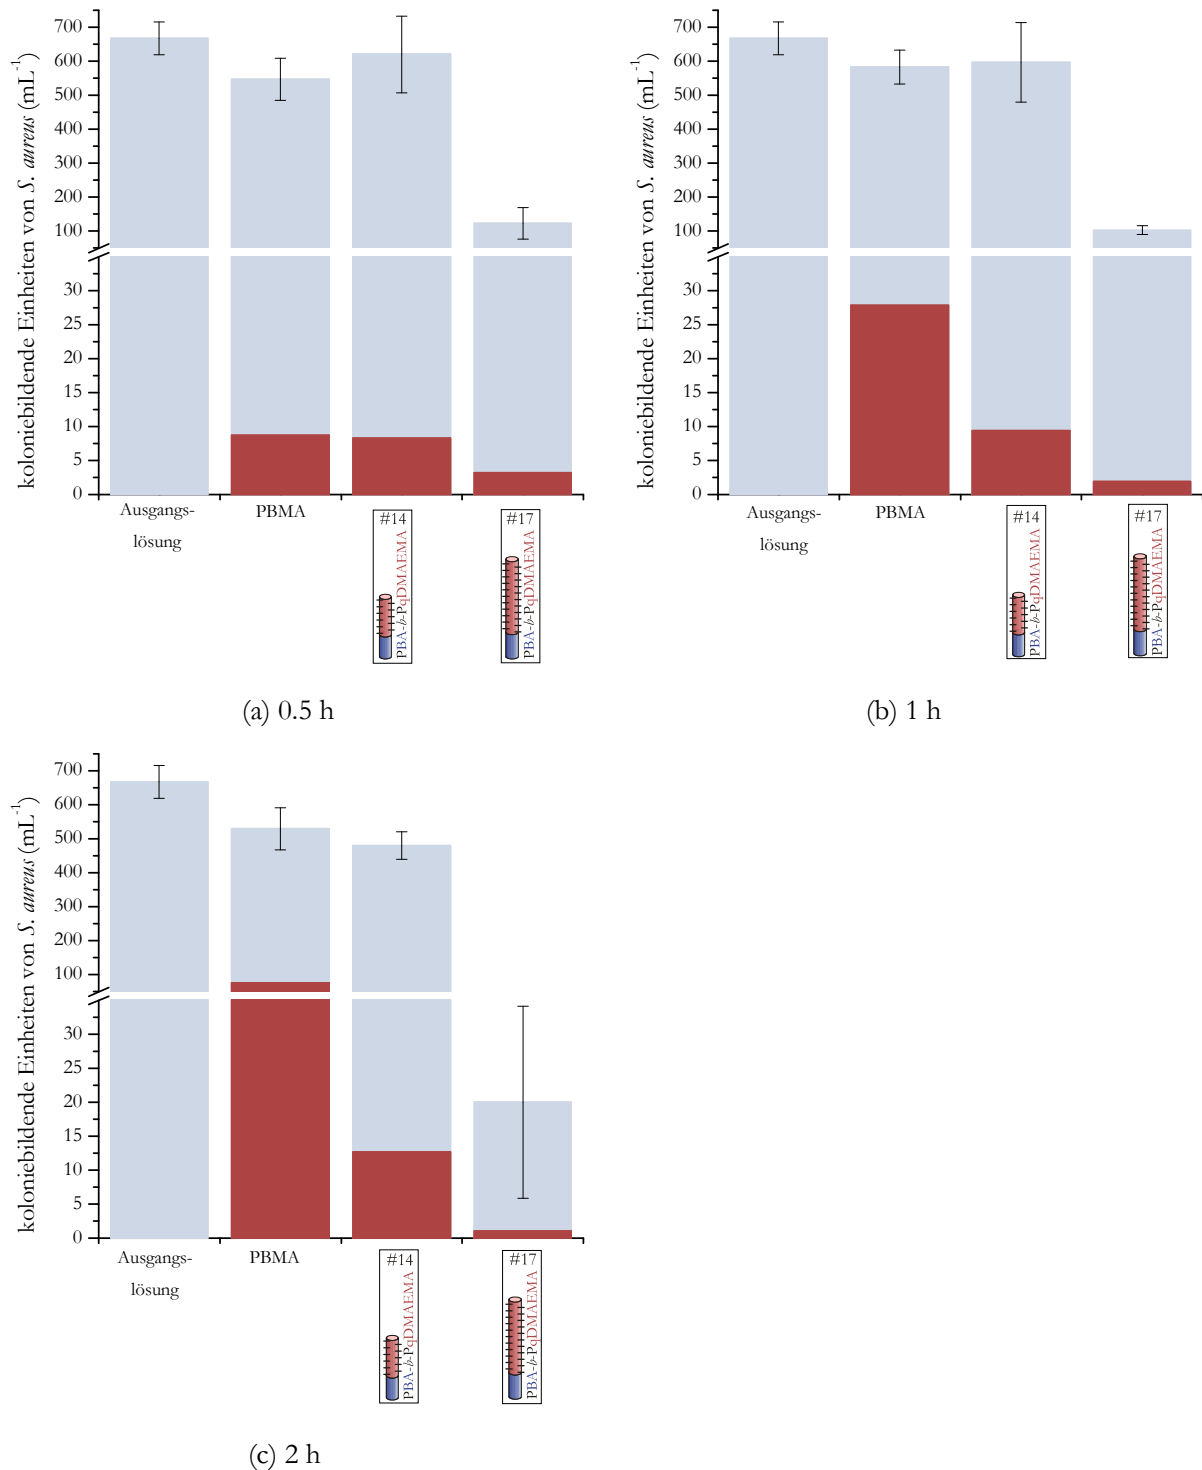 koloniebildende Einheiten von S. aureus (mL⁻¹)
700
600
500
400
300
200
100
30
25
20
15
10
5
0
Ausgangs-
lösung
PBMA
#14
PBA-b-PqDMAEMA
#17
PBA-b-PqDMAEMA
(a) 0.5 h
koloniebildende Einheiten von S. aureus (mL⁻¹)
700
600
500
400
300
200
100
30
25
20
15
10
5
0
Ausgangs-
lösung
PBMA
#14
PBA-b-PqDMAEMA
#17
PBA-b-PqDMAEMA
(b) 1 h
koloniebildende Einheiten von S. aureus (mL⁻¹)
700
600
500
400
300
200
100
30
25
20
15
10
5
0
Ausgangs-
lösung
PBMA
#14
PBA-b-PqDMAEMA
#17
PBA-b-PqDMAEMA
(c) 2 h